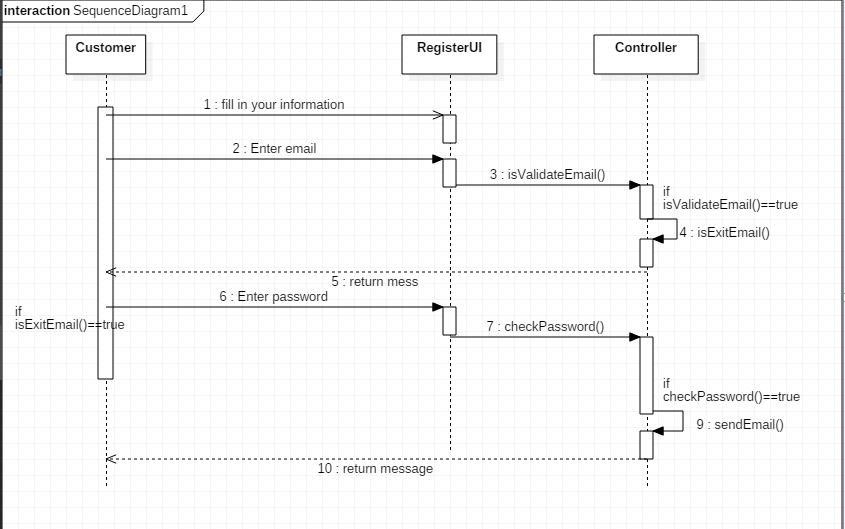 interaction SequenceDiagram1
Customer
RegisterUI
Controller
1 : fill in your information
2 : Enter email
3 : isValidateEmail()
if
isValidateEmail()==true
4 : isExitEmail()
5 : return mess
6 : Enter password
if
isExitEmail()==true
7 : checkPassword()
if
checkPassword()==true
9 : sendEmail()
10 : return message